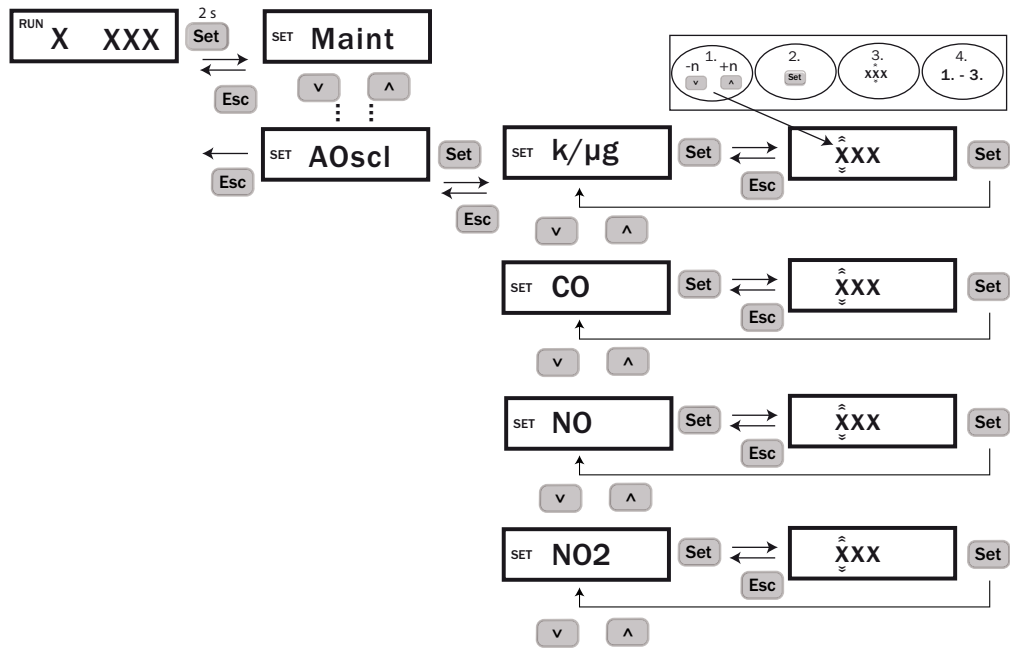 2 s
RUN X XXX Set SET Maint
Esc
˅ ˄
-n 1. +n 2. 3. 4.
˅ ˄ Set XXX 1. - 3.
SET AOscl Set SET k/µg Set XXX Set
Esc Esc Esc
˅ ˄
SET CO Set XXX Set
Esc
˅ ˄
SET NO Set XXX Set
Esc
˅ ˄
SET NO2 Set XXX Set
Esc
˅ ˄